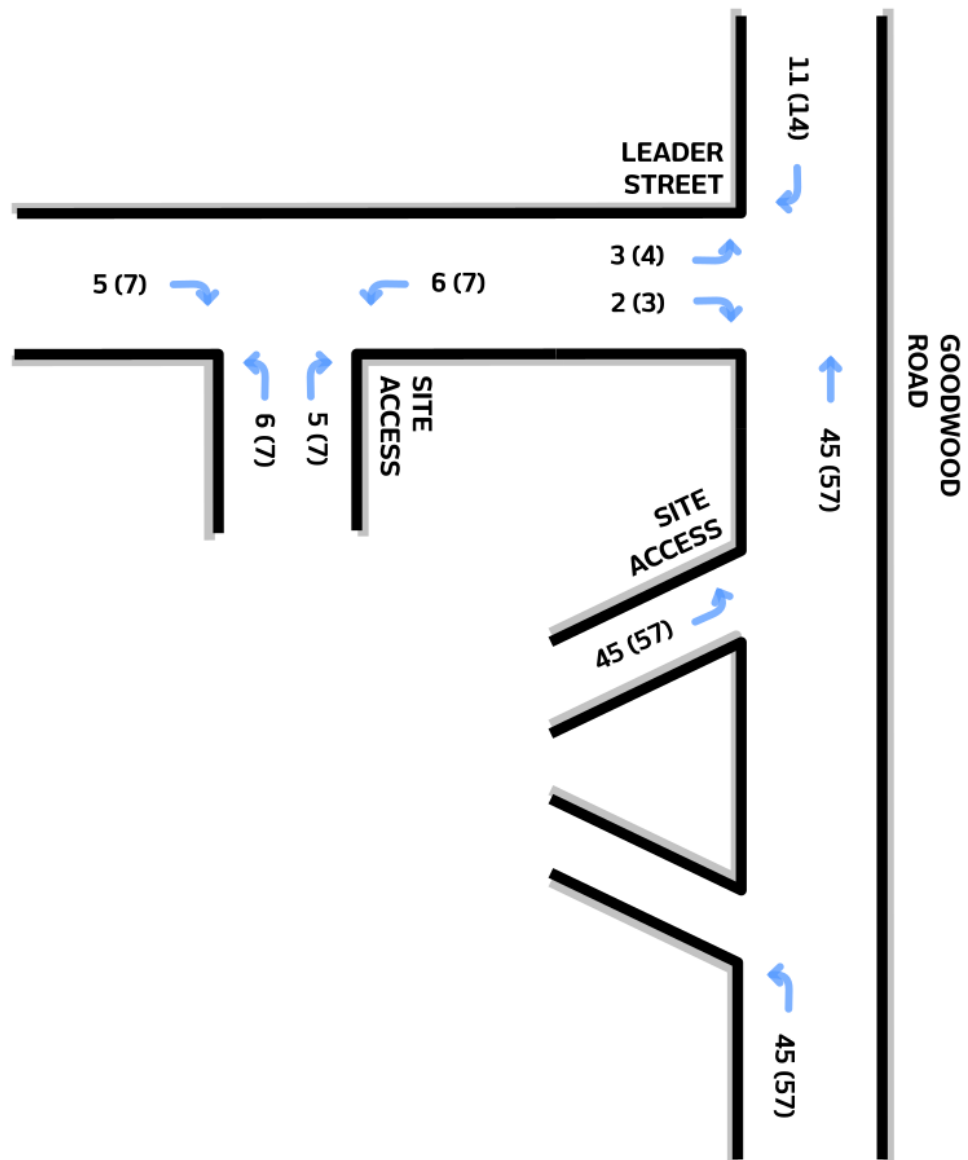 11 (14)
LEADER
STREET
3 (4)
5 (7)
6 (7)
2 (3)
GOODWOOD
ROAD
SITE
ACCESS
6 (7)
5 (7)
45 (57)
SITE
ACCESS
45 (57)
45 (57)